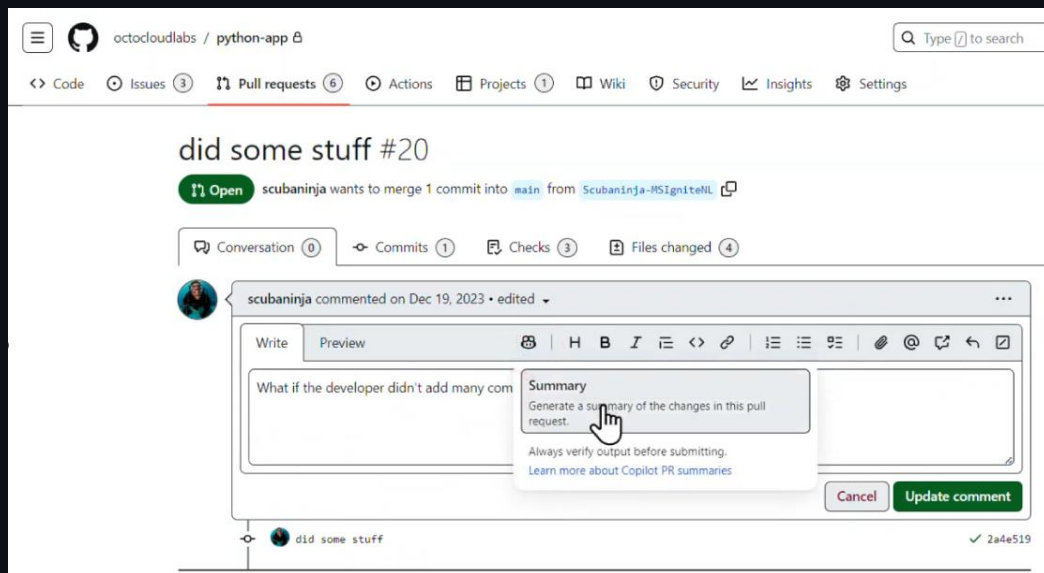 octocloudlabs / python-app
Type / to search
Code Issues 3 Pull requests 6 Actions Projects 1 Wiki Security Insights Settings
did some stuff #20
Open scubaninja wants to merge 1 commit into main from Scubaninja-MSIgniteNL
Conversation 0 Commits 1 Checks 3 Files changed 4
scubaninja commented on Dec 19, 2023 • edited
Write Preview H B I
What if the developer didn't add many com
Summary
Generate a summary of the changes in this pull
request.
Always verify output before submitting.
Learn more about Copilot PR summaries
Cancel Update comment
did some stuff 2a4e519